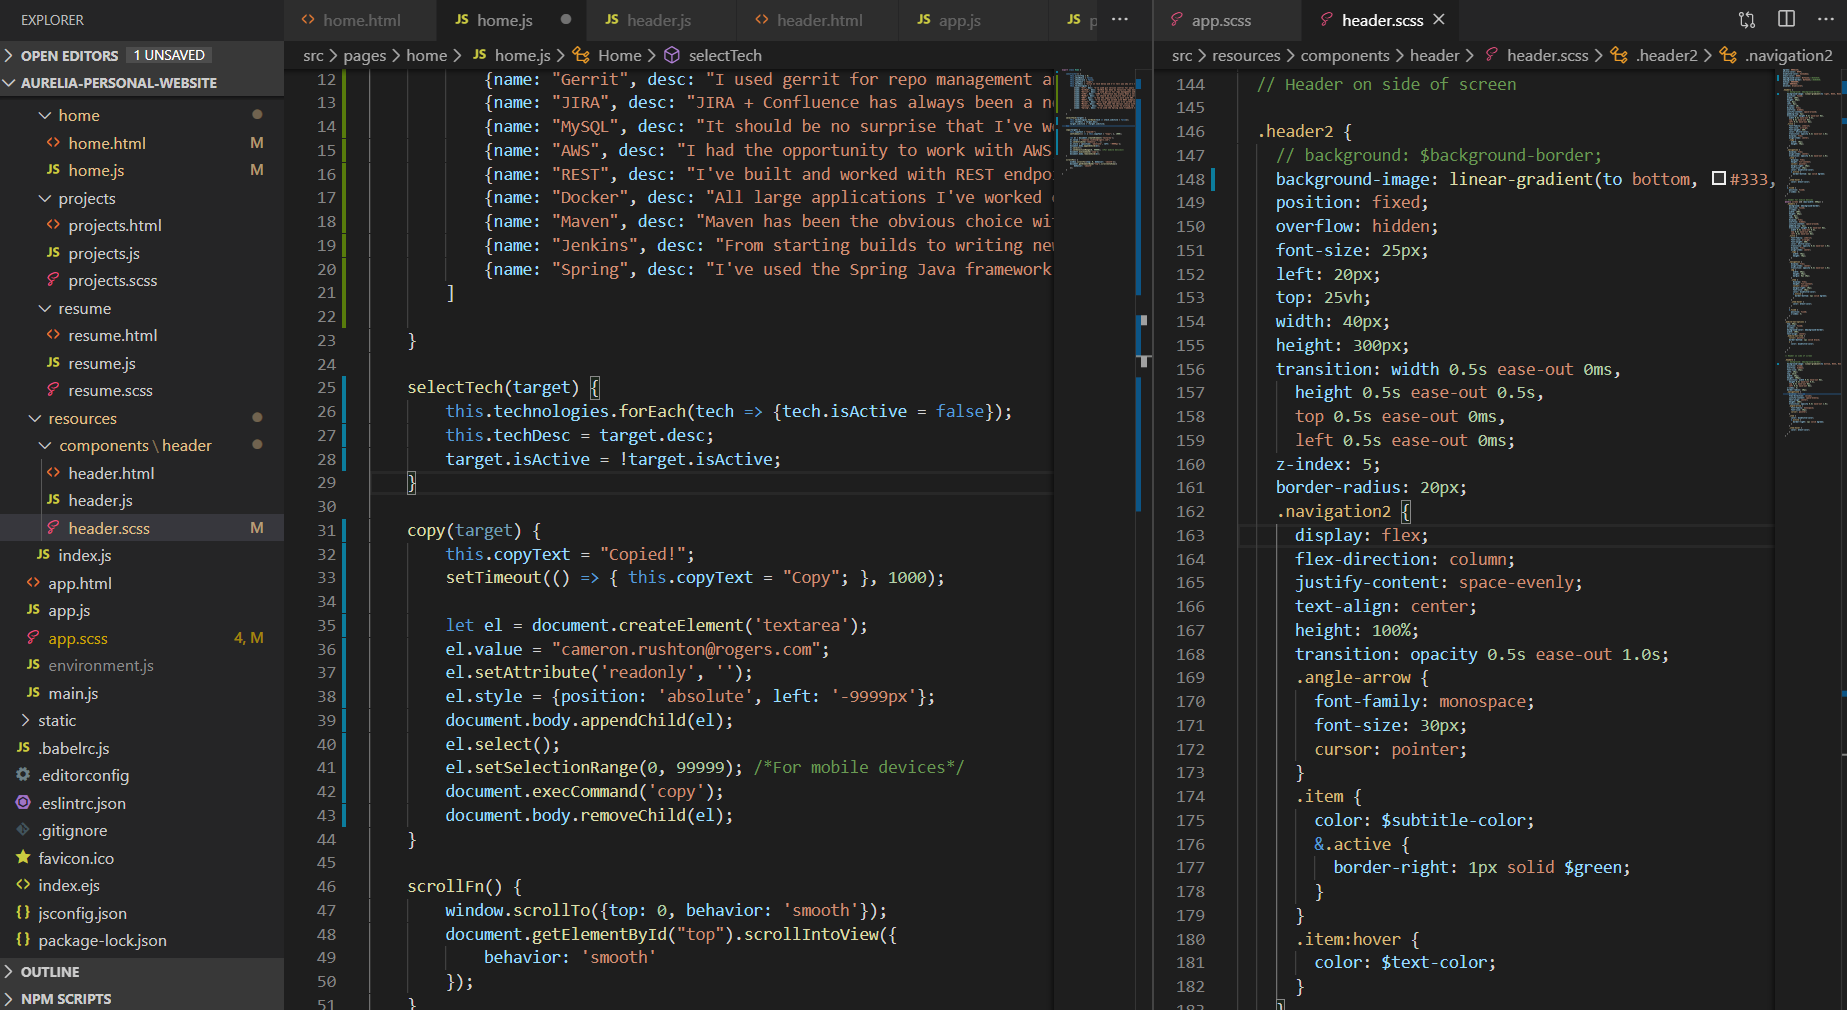 EXPLORER
OPEN EDITORS 1 UNSAVED
AURELIA-PERSONAL-WEBSITE
home
home.html M
home.js M
projects
projects.html
projects.js
projects.scss
resume
resume.html
resume.js
resume.scss
resources
components \ header
header.html
header.js
header.scss M
index.js
app.html
app.js
app.scss 4, M
environment.js
main.js
static
.babelrc.js
.editorconfig
.eslintrc.json
.gitignore
favicon.ico
index.ejs
jsconfig.json
package-lock.json
OUTLINE
NPM SCRIPTS
home.html JS home.js JS header.js header.html JS app.js JS p ...
src > pages > home > JS home.js > Home > selectTech
12 {name: "Gerrit", desc: "I used gerrit for repo management a
13 {name: "JIRA", desc: "JIRA + Confluence has always been a n
14 {name: "MySQL", desc: "It should be no surprise that I've w
15 {name: "AWS", desc: "I had the opportunity to work with AWS
16 {name: "REST", desc: "I've built and worked with REST endpo
17 {name: "Docker", desc: "All large applications I've worked
18 {name: "Maven", desc: "Maven has been the obvious choice wi
19 {name: "Jenkins", desc: "From starting builds to writing ne
20 {name: "Spring", desc: "I've used the Spring Java framework
21 ]
22
23 }
24
25 selectTech(target) {
26 this.technologies.forEach(tech => {tech.isActive = false});
27 this.techDesc = target.desc;
28 target.isActive = !target.isActive;
29 }
30
31 copy(target) {
32 this.copyText = "Copied!";
33 setTimeout(() => { this.copyText = "Copy"; }, 1000);
34
35 let el = document.createElement('textarea');
36 el.value = "cameron.rushton@rogers.com";
37 el.setAttribute('readonly', '');
38 el.style = {position: 'absolute', left: '-9999px'};
39 document.body.appendChild(el);
40 el.select();
41 el.setSelectionRange(0, 99999); /*For mobile devices*/
42 document.execCommand('copy');
43 document.body.removeChild(el);
44 }
45
46 scrollFn() {
47 window.scrollTo({top: 0, behavior: 'smooth'});
48 document.getElementById("top").scrollIntoView({
49 behavior: 'smooth'
50 });
51 }
app.scss header.scss
src > resources > components > header > header.scss > .header2 > .navigation2
144 // Header on side of screen
145
146 .header2 {
147 // background: $background-border;
148 background-image: linear-gradient(to bottom, #333,
149 position: fixed;
150 overflow: hidden;
151 font-size: 25px;
152 left: 20px;
153 top: 25vh;
154 width: 40px;
155 height: 300px;
156 transition: width 0.5s ease-out 0ms,
157 height 0.5s ease-out 0.5s,
158 top 0.5s ease-out 0ms,
159 left 0.5s ease-out 0ms;
160 z-index: 5;
161 border-radius: 20px;
162 .navigation2 {
163 display: flex;
164 flex-direction: column;
165 justify-content: space-evenly;
166 text-align: center;
167 height: 100%;
168 transition: opacity 0.5s ease-out 1.0s;
169 .angle-arrow {
170 font-family: monospace;
171 font-size: 30px;
172 cursor: pointer;
173 }
174 .item {
175 color: $subtitle-color;
176 &.active {
177 border-right: 1px solid $green;
178 }
179 }
180 .item:hover {
181 color: $text-color;
182 }
183 }